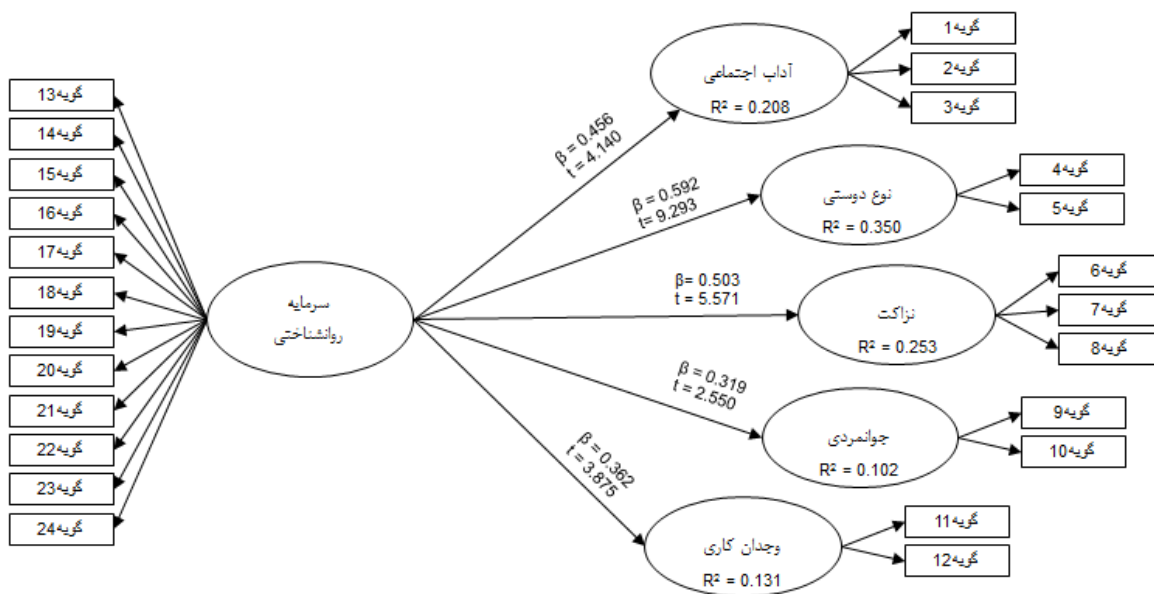 گویه13
گویه14
گویه15
گویه16
گویه17
گویه18
گویه19
گویه20
گویه21
گویه22
گویه23
گویه24
سرمایه
روانشناختی
β = 0.456
t = 4.140
β = 0.592
t= 9.293
β= 0.503
t = 5.571
β = 0.319
t = 2.550
β = 0.362
t = 3.875
آداب اجتماعی
R² = 0.208
نوع دوستی
R² = 0.350
نزاکت
R² = 0.253
جوانمردی
R² = 0.102
وجدان کاری
R² = 0.131
گویه1
گویه2
گویه3
گویه4
گویه5
گویه6
گویه7
گویه8
گویه9
گویه10
گویه11
گویه12